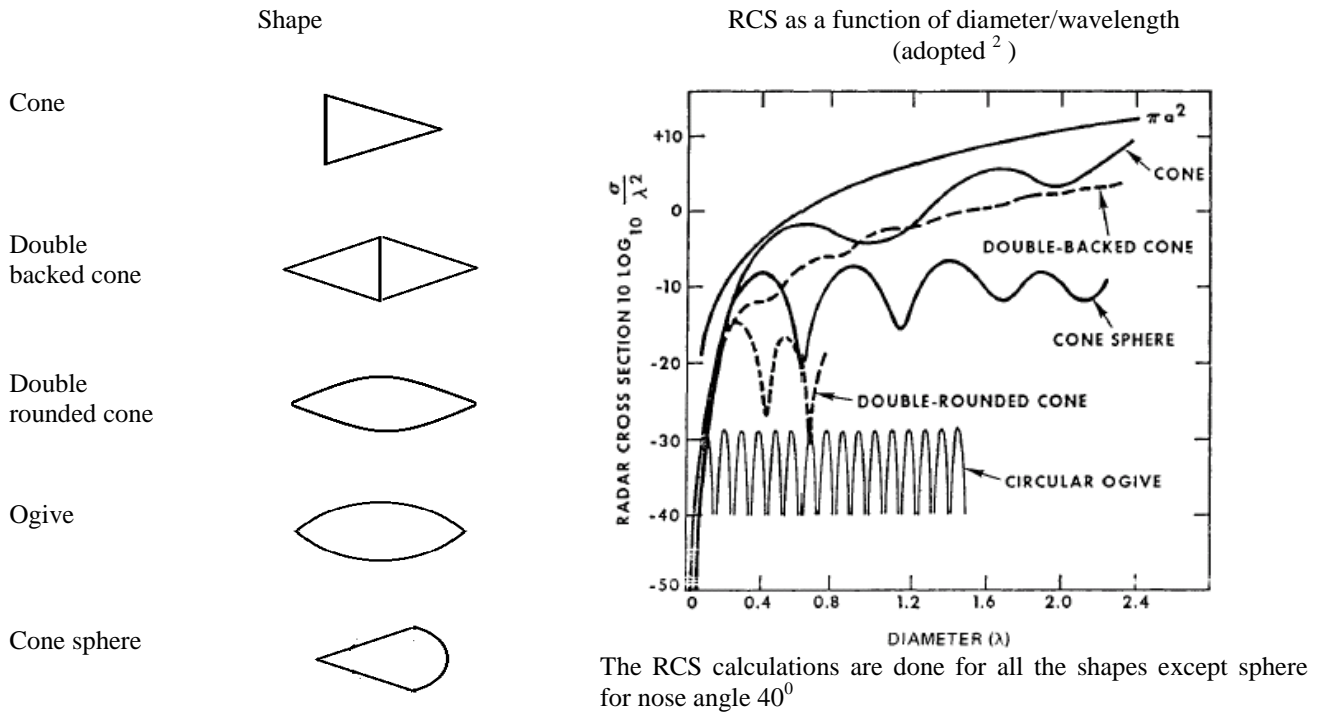 Shape
RCS as a function of diameter/wavelength
(adopted ² )
Cone
Double
backed cone
Double
rounded cone
Ogive
Cone sphere
RADAR CROSS SECTION 10 LOG₁₀ σ/λ²
+10
0
-10
-20
-30
-40
-50
πa²
CONE
DOUBLE-BACKED CONE
CONE SPHERE
DOUBLE-ROUNDED CONE
CIRCULAR OGIVE
0 0.4 0.8 1.2 1.6 2.0 2.4
DIAMETER (λ)
The RCS calculations are done for all the shapes except sphere
for nose angle 40⁰